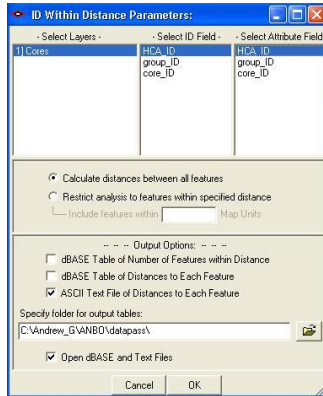 ID Within Distance Parameters:
- Select Layers - - Select ID Field - - Select Attribute Field
1] Cores HCA_ID HCA_ID
group_ID group_ID
core_ID core_ID
Calculate distances between all features
Restrict analysis to features within specified distance
Include features within Map Units
-- -- -- Output Options: -- -- --
dBASE Table of Number of Features within Distance
dBASE Table of Distances to Each Feature
ASCII Text File of Distances to Each Feature
Specify folder for output tables:
C:\Andrew_G\ANBO\datapass\
Open dBASE and Text Files
Cancel OK